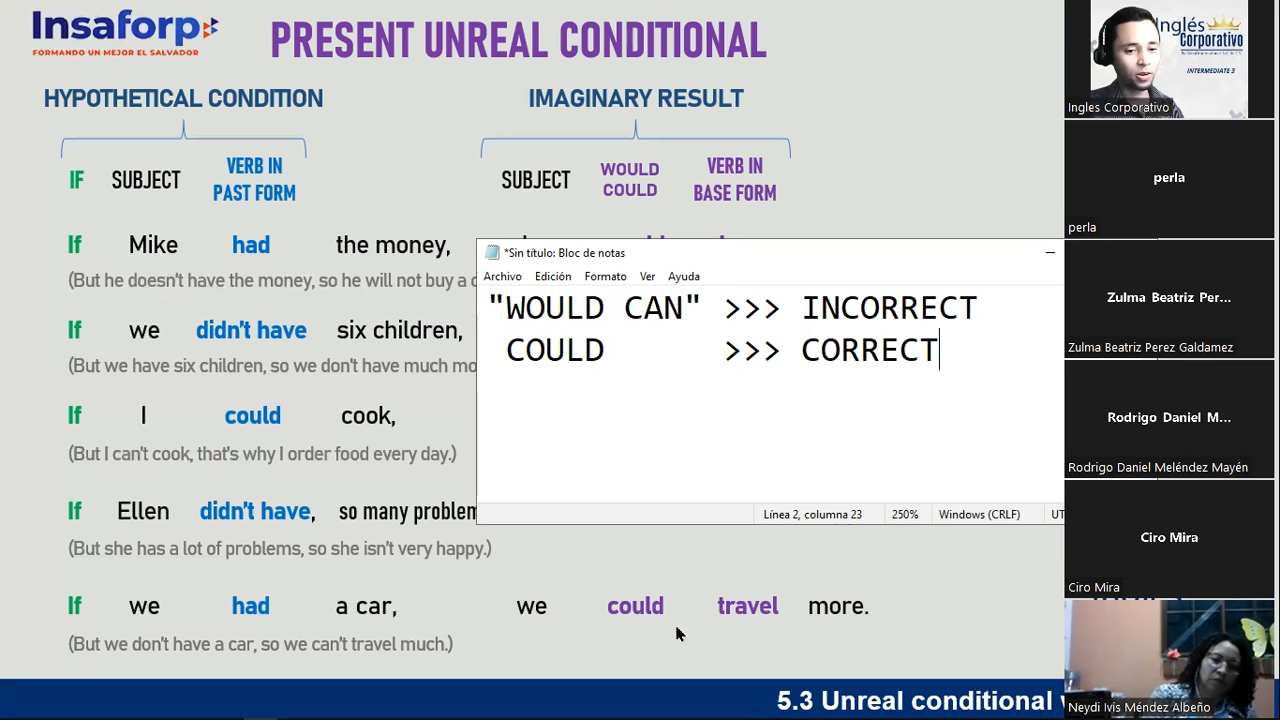 Insaforp
FORMANDO UN MEJOR EL SALVADOR
PRESENT UNREAL CONDITIONAL
HYPOTHETICAL CONDITION
IMAGINARY RESULT
IF SUBJECT VERB IN PAST FORM
SUBJECT WOULD COULD VERB IN BASE FORM
If Mike had the money,
(But he doesn't have the money, so he will not buy a
If we didn't have six children,
(But we have six children, so we don't have much
If I could cook,
(But I can't cook, that's why I order food every day.)
If Ellen didn't have, so many
(But she has a lot of problems, so she isn't very happy.)
If we had a car, we could travel more.
(But we don't have a car, so we can't travel much.)
5.3 Unreal conditional
*Sin título: Bloc de notas
Archivo Edición Formato Ver Ayuda
"WOULD CAN" >>> INCORRECT
COULD >>> CORRECT
Línea 2, columna 23 250% Windows (CRLF)
Inglés
Corporativo
INTERMEDIATE 3
Ingles Corporativo
perla
perla
Zulma Beatriz Per...
Zulma Beatriz Perez Galdamez
Rodrigo Daniel M...
Rodrigo Daniel Meléndez Mayén
Ciro Mira
Ciro Mira
Neydi Ivis Méndez Albeño